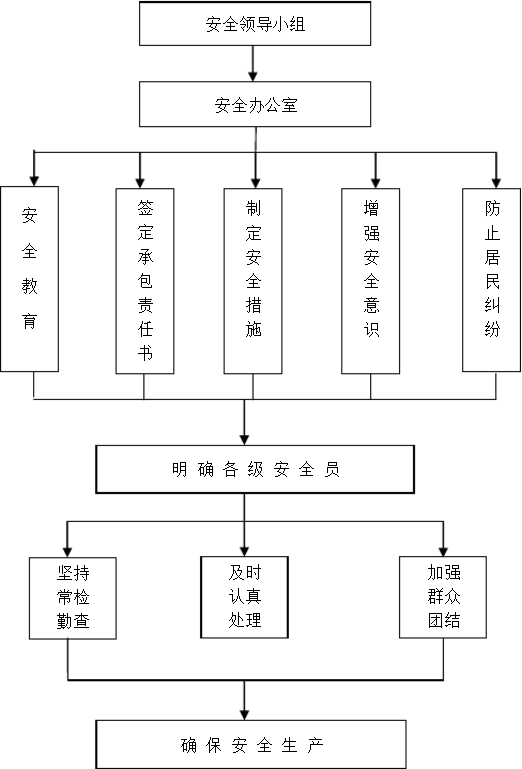 安全领导小组
安全办公室
安全教育
签定承包责任书
制定安全措施
增强安全意识
防止居民纠纷
明确各级安全员
坚持
常检
勤查
及时
认真
处理
加强
群众
团结
确保安全生产